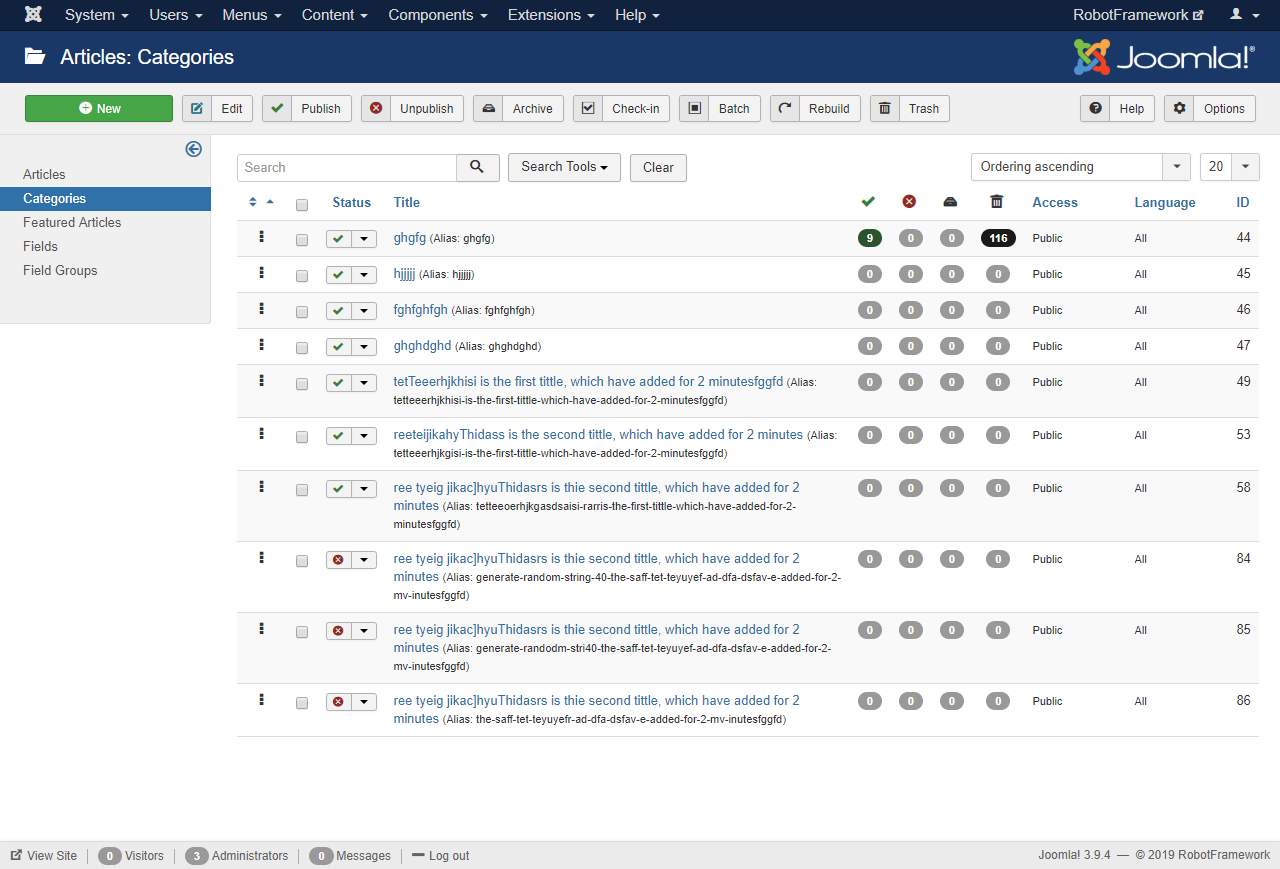 System Users Menus Content Components Extensions Help RobotFramework
Articles: Categories Joomla!®
New Edit Publish Unpublish Archive Check-in Batch Rebuild Trash Help Options
Articles
Categories
Featured Articles
Fields
Field Groups
Search Search Tools Clear Ordering ascending 20
Status Title Access Language ID
ghgfg (Alias: ghgfg) 9 0 0 116 Public All 44
hjjjjj (Alias: hjjjjj) 0 0 0 0 Public All 45
fghfghfgh (Alias: fghfghfgh) 0 0 0 0 Public All 46
ghghdghd (Alias: ghghdghd) 0 0 0 0 Public All 47
tetTeeerhjkhisi is the first tittle, which have added for 2 minutesfggfd (Alias: 0 0 0 0 Public All 49
tetteeerhjkhisi-is-the-first-tittle-which-have-added-for-2-minutesfggfd)
reeteijikahyThidass is the second tittle, which have added for 2 minutes (Alias: 0 0 0 0 Public All 53
tetteeerhjkgisi-is-the-first-tittle-which-have-added-for-2-minutesfggfd)
ree tyeig jikac]hyuThidasrs is thie second tittle, which have added for 2 0 0 0 0 Public All 58
minutes (Alias: tetteeoerhjkgasdsaisi-rarris-the-first-tittle-which-have-added-for-2-
minutesfggfd)
ree tyeig jikac]hyuThidasrs is thie second tittle, which have added for 2 0 0 0 0 Public All 84
minutes (Alias: generate-random-string-40-the-saff-tet-teyuyef-ad-dfa-dsfav-e-added-for-2-
mv-inutesfggfd)
ree tyeig jikac]hyuThidasrs is thie second tittle, which have added for 2 0 0 0 0 Public All 85
minutes (Alias: generate-randodm-stri40-the-saff-tet-teyuyef-ad-dfa-dsfav-e-added-for-2-
mv-inutesfggfd)
ree tyeig jikac]hyuThidasrs is thie second tittle, which have added for 2 0 0 0 0 Public All 86
minutes (Alias: the-saff-tet-teyuyefr-ad-dfa-dsfav-e-added-for-2-mv-inutesfggfd)
View Site 0 Visitors 3 Administrators 0 Messages Log out Joomla! 3.9.4 — © 2019 RobotFramework